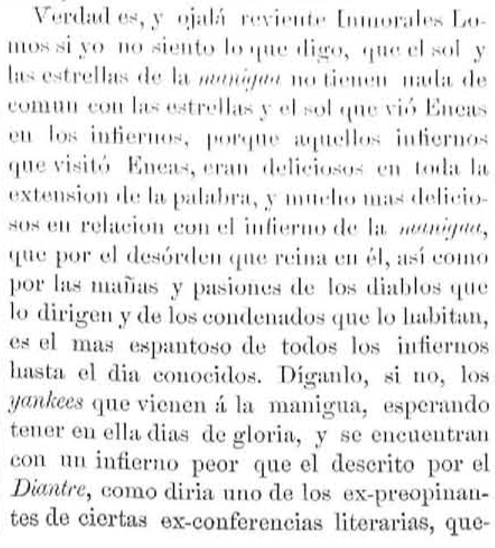 Verdad es, y ojalá reviente Inmorales Le-
mos si yo no siento lo que digo, que el sol y
las estrellas de la manigua no tienen nada de
comun con las estrellas y el sol que vió Eneas
en los infiernos, porque aquellos infiernos
que visitó Eneas, eran deliciosos en toda la
extension de la palabra, y mucho mas delicio-
sos en relacion con el infierno de la manigua,
que por el desórden que reina en él, así como
por las mañas y pasiones de los diablos que
lo dirigen y de los condenados que lo habitan,
es el mas espantoso de todos los infiernos
hasta el dia conocidos. Díganlo, si no, los
yankees que vienen á la manigua, esperando
tener en ella dias de gloria, y se encuentran
con un infierno peor que el descrito por el
Diantre, como diria uno de los ex-preopinan-
tes de ciertas ex-conferencias literarias, que-